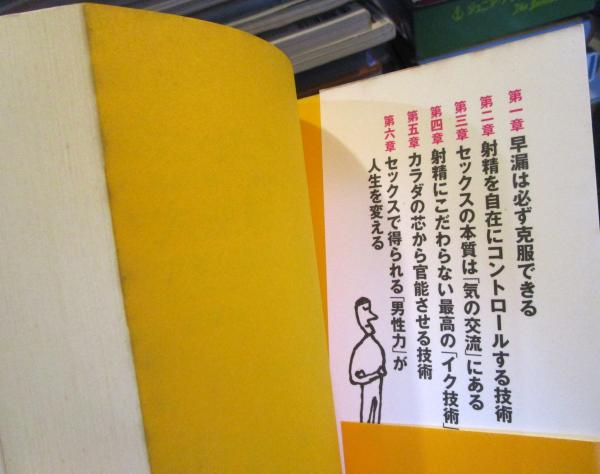 第一章 早漏は必ず克服できる
第二章 射精を自在にコントロールする技術
第三章 セックスの本質は「気の交流」にある
第四章 射精にこだわらない最高の「イク技術」
第五章 カラダの芯から官能させる技術
第六章 セックスで得られる「男性力」が
人生を変える